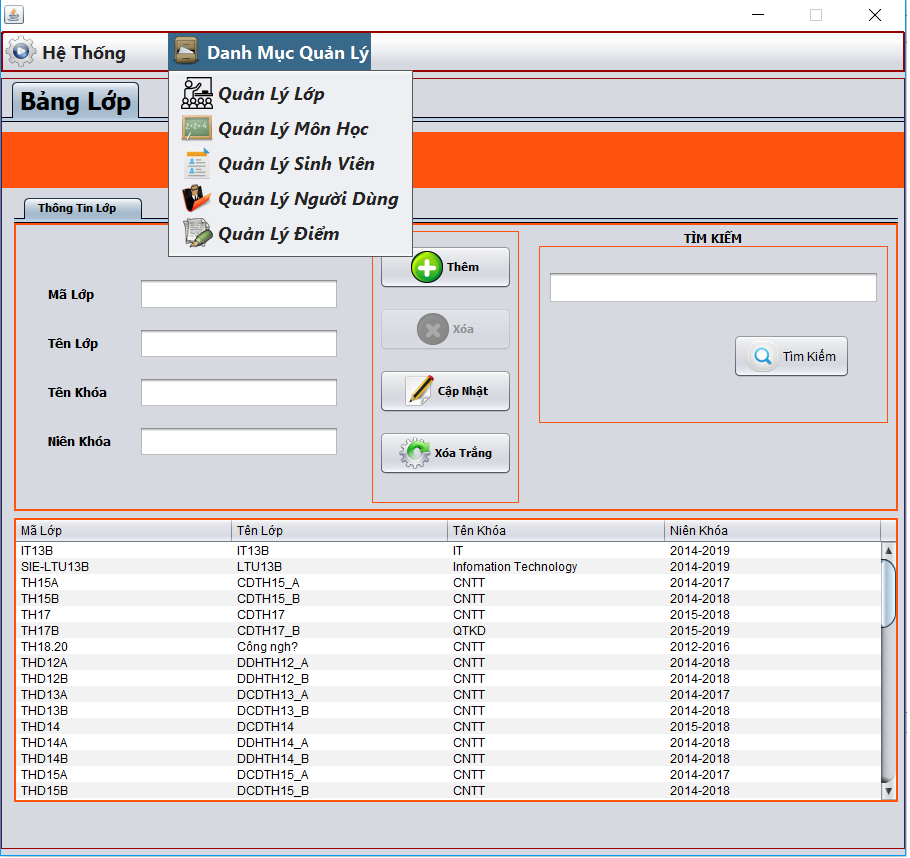 Hệ Thống Danh Mục Quản Lý
Quản Lý Lớp
Quản Lý Môn Học
Quản Lý Sinh Viên
Quản Lý Người Dùng
Quản Lý Điểm
Bảng Lớp
Thông Tin Lớp
Mã Lớp
Tên Lớp
Tên Khóa
Niên Khóa
Thêm
Xóa
Cập Nhật
Xóa Trắng
TÌM KIẾM
Tìm Kiếm
Mã Lớp Tên Lớp Tên Khóa Niên Khóa
IT13B IT13B IT 2014-2019
SIE-LTU13B LTU13B Infomation Technology 2014-2019
TH15A CDTH15_A CNTT 2014-2017
TH15B CDTH15_B CNTT 2014-2018
TH17 CDTH17 CNTT 2015-2018
TH17B CDTH17_B QTKD 2015-2019
TH18.20 Công ngh? CNTT 2012-2016
THD12A DDHTH12_A CNTT 2014-2018
THD12B DDHTH12_B CNTT 2014-2018
THD13A DCDTH13_A CNTT 2014-2017
THD13B DCDTH13_B CNTT 2014-2018
THD14 DCDTH14 CNTT 2015-2018
THD14A DDHTH14_A CNTT 2014-2018
THD14B DDHTH14_B CNTT 2014-2018
THD15A DCDTH15_A CNTT 2014-2017
THD15B DCDTH15_B CNTT 2014-2018